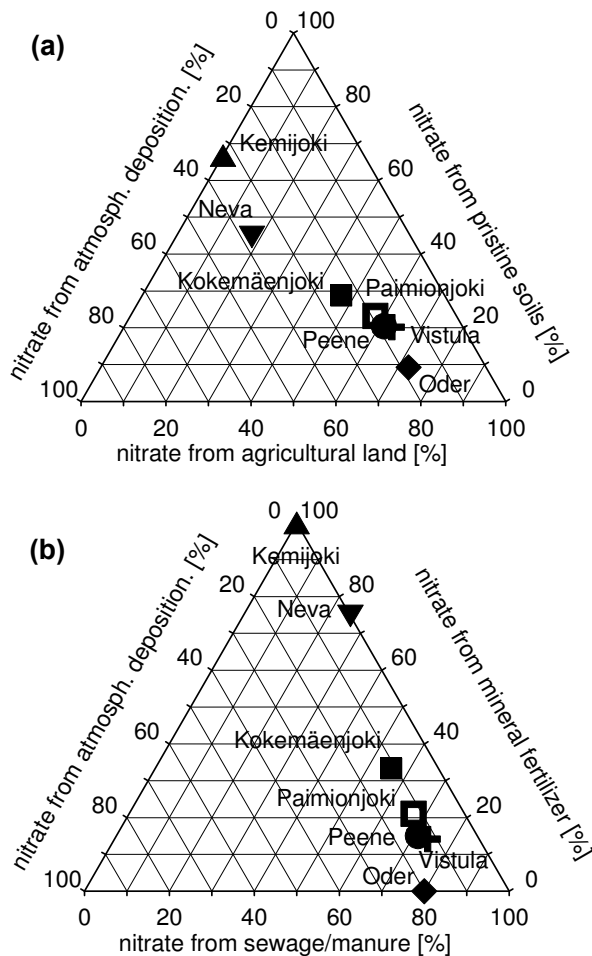 (a)
0 100
nitrate from atmosph. deposition. [%]
nitrate from pristine soils [%]
20 80
Kemijoki
40 60
Neva
60 40
Kokemäenjoki Paimionjoki
80 20
Peene Vistula
Oder
100 0
0 20 40 60 80 100
nitrate from agricultural land [%]
(b)
0 100
nitrate from atmosph. deposition. [%]
nitrate from mineral fertilizer [%]
Kemijoki
20 80
Neva
40 60
Kokemäenjoki
60 40
Paimionjoki
80 20
Peene
Vistula
Oder
100 0
0 20 40 60 80 100
nitrate from sewage/manure [%]